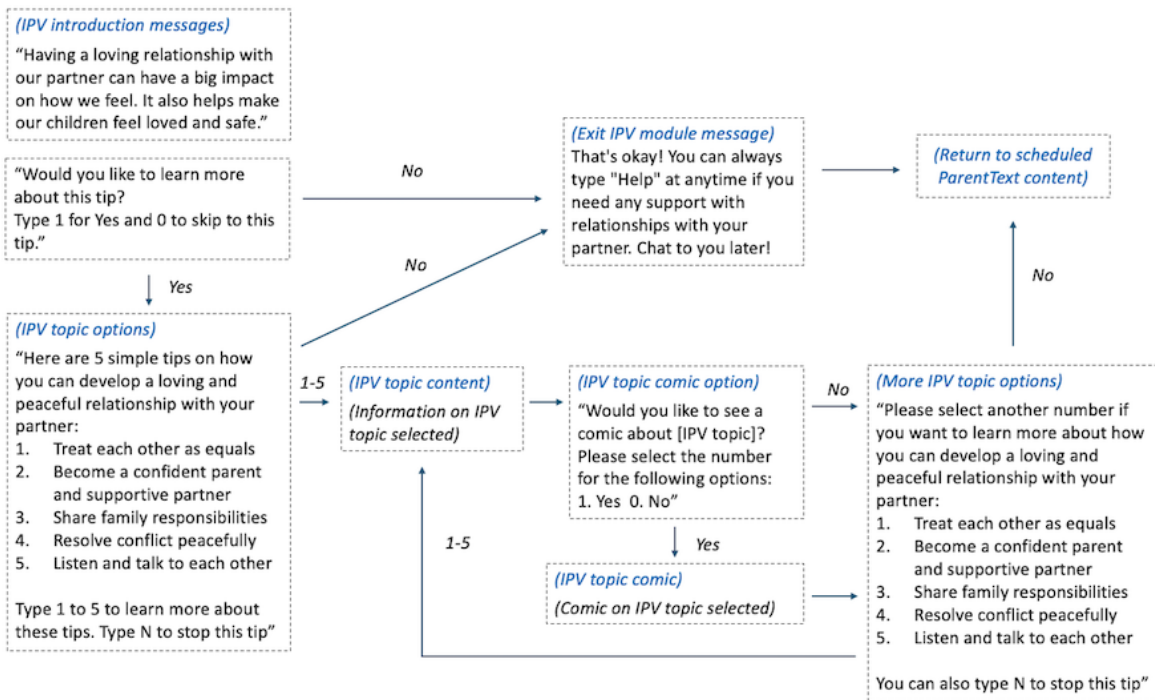 (IPV introduction messages)
“Having a loving relationship with
our partner can have a big impact
on how we feel. It also helps make
our children feel loved and safe.”
“Would you like to learn more
about this tip?
Type 1 for Yes and 0 to skip to this
tip.”
No
(Exit IPV module message)
That's okay! You can always
type "Help" at anytime if you
need any support with
relationships with your
partner. Chat to you later!
(Return to scheduled
ParentText content)
Yes
No
No
(IPV topic options)
“Here are 5 simple tips on how
you can develop a loving and
peaceful relationship with your
partner:
1. Treat each other as equals
2. Become a confident parent
and supportive partner
3. Share family responsibilities
4. Resolve conflict peacefully
5. Listen and talk to each other
Type 1 to 5 to learn more about
these tips. Type N to stop this tip”
1-5
(IPV topic content)
(Information on IPV
topic selected)
(IPV topic comic option)
“Would you like to see a
comic about [IPV topic]?
Please select the number
for the following options:
1. Yes 0. No”
No
Yes
(IPV topic comic)
(Comic on IPV topic selected)
1-5
(More IPV topic options)
“Please select another number if
you want to learn more about how
you can develop a loving and
peaceful relationship with your
partner:
1. Treat each other as equals
2. Become a confident parent
and supportive partner
3. Share family responsibilities
4. Resolve conflict peacefully
5. Listen and talk to each other
You can also type N to stop this tip”